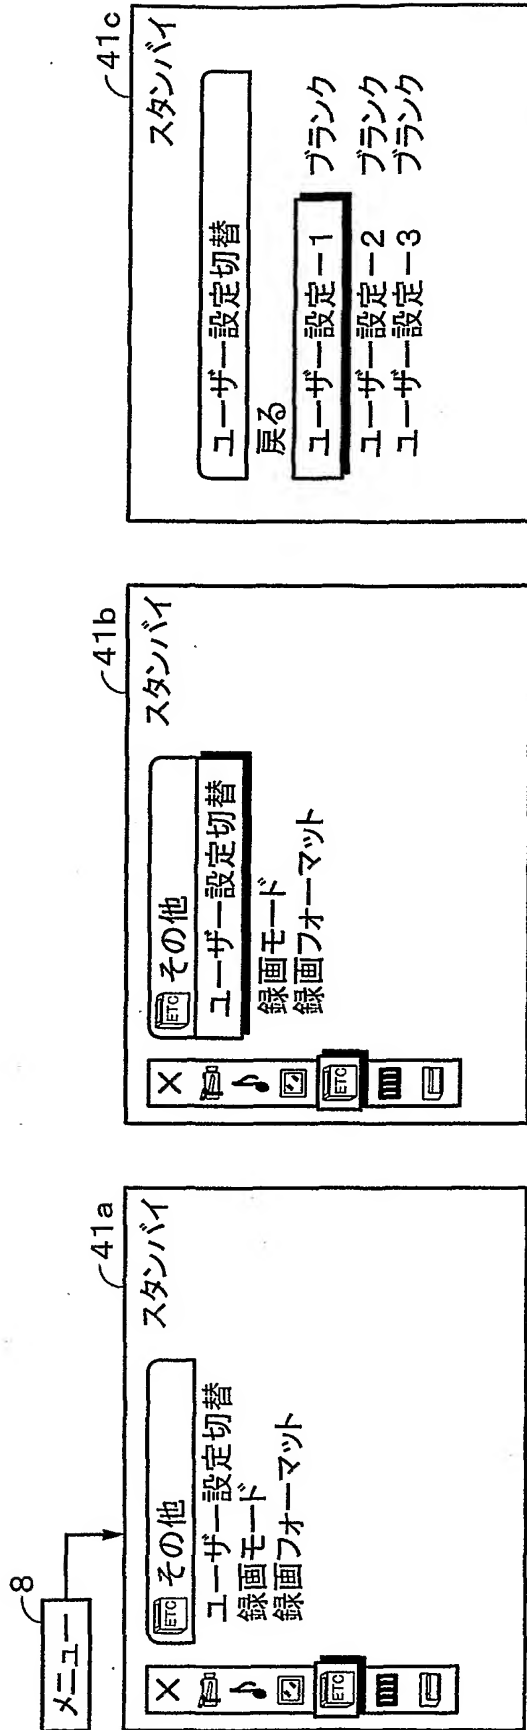 メニュー
8
41a
スタンバイ
ETC その他
ユーザー設定切替
録画モード
録画フォーマット
ETC
41b
スタンバイ
ETC その他
ユーザー設定切替
録画モード
録画フォーマット
ETC
41c
スタンバイ
ユーザー設定切替
戻る
ユーザー設定ー1 ブランク
ユーザー設定ー2 ブランク
ユーザー設定ー3 ブランク